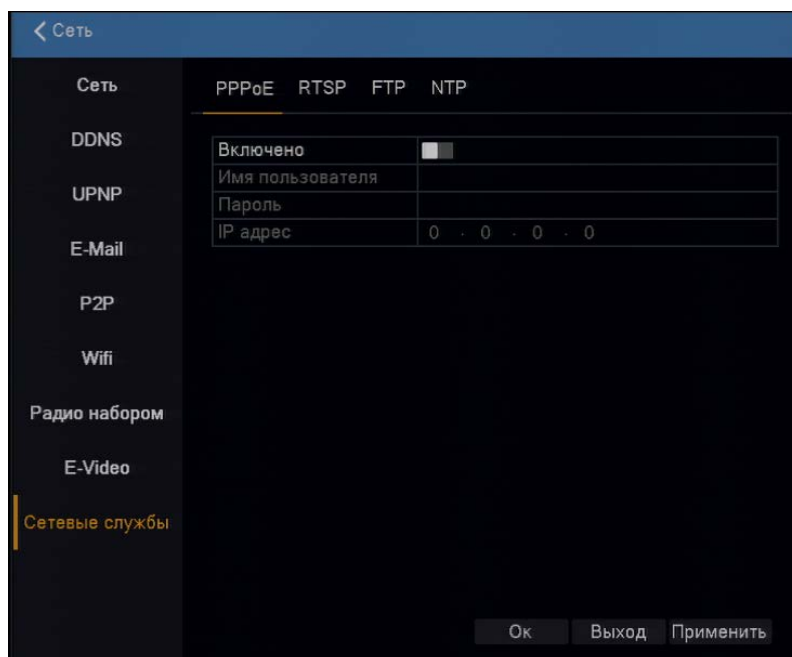 Сеть
Сеть
DDNS
UPNP
E-Mail
P2P
Wifi
Радио набором
E-Video
Сетевые службы
PPPoE RTSP FTP NTP
Включено
Имя пользователя
Пароль
IP адрес 0 . 0 . 0 . 0
Ок Выход Применить